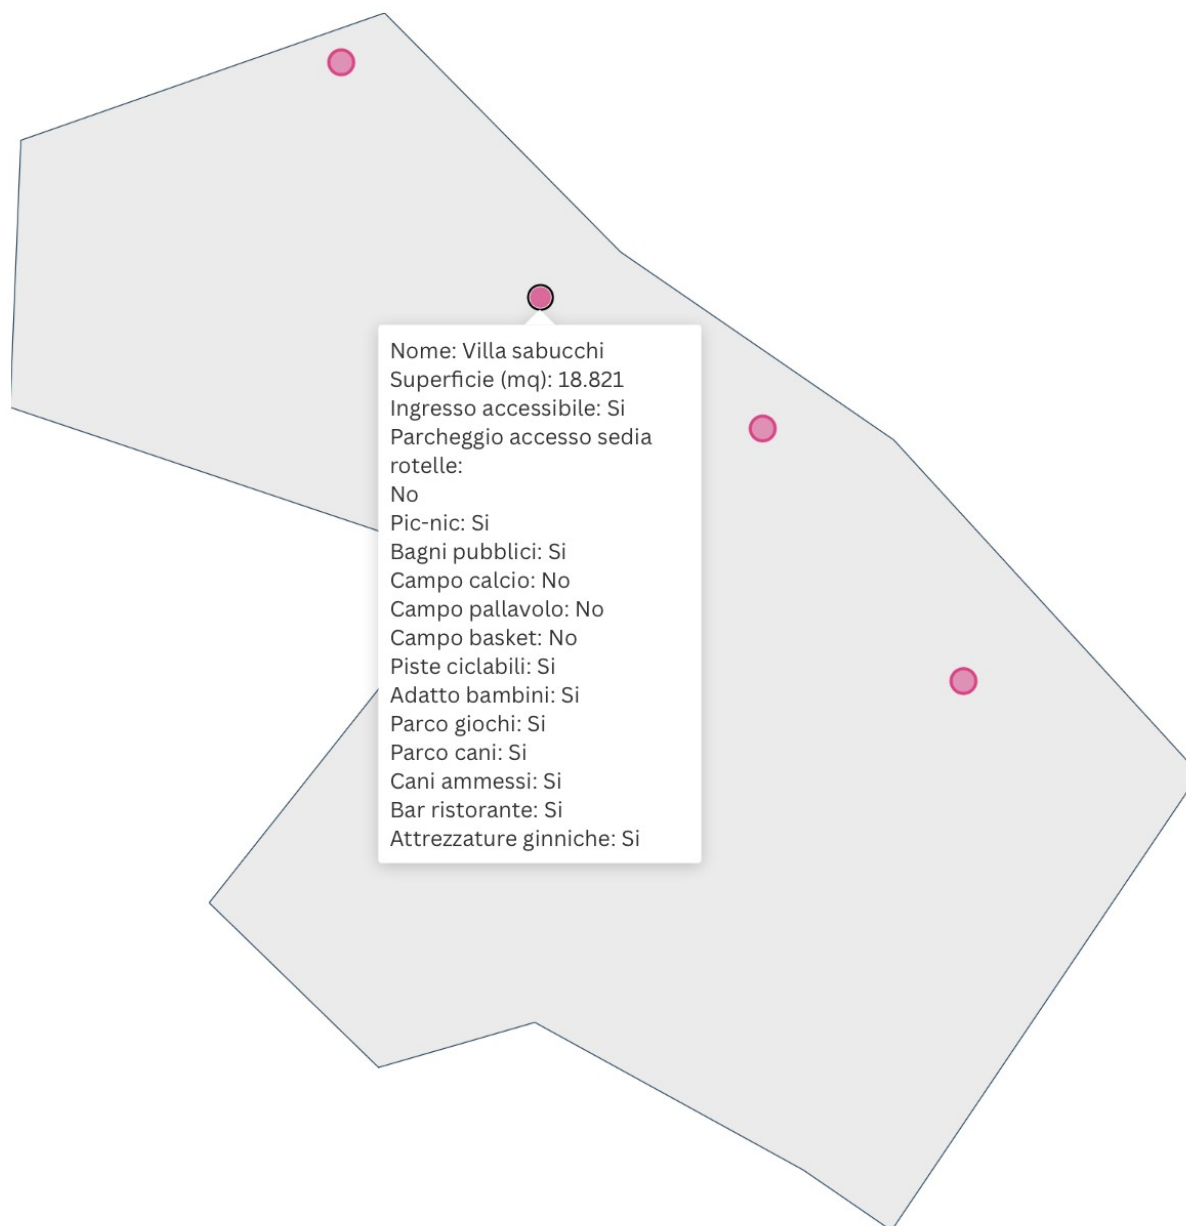 Nome: Villa sabucchi
Superficie (mq): 18.821
Ingresso accessibile: Si
Parcheggio accesso sedia
rotelle:
No
Pic-nic: Si
Bagni pubblici: Si
Campo calcio: No
Campo pallavolo: No
Campo basket: No
Piste ciclabili: Si
Adatto bambini: Si
Parco giochi: Si
Parco cani: Si
Cani ammessi: Si
Bar ristorante: Si
Attrezzature ginniche: Si